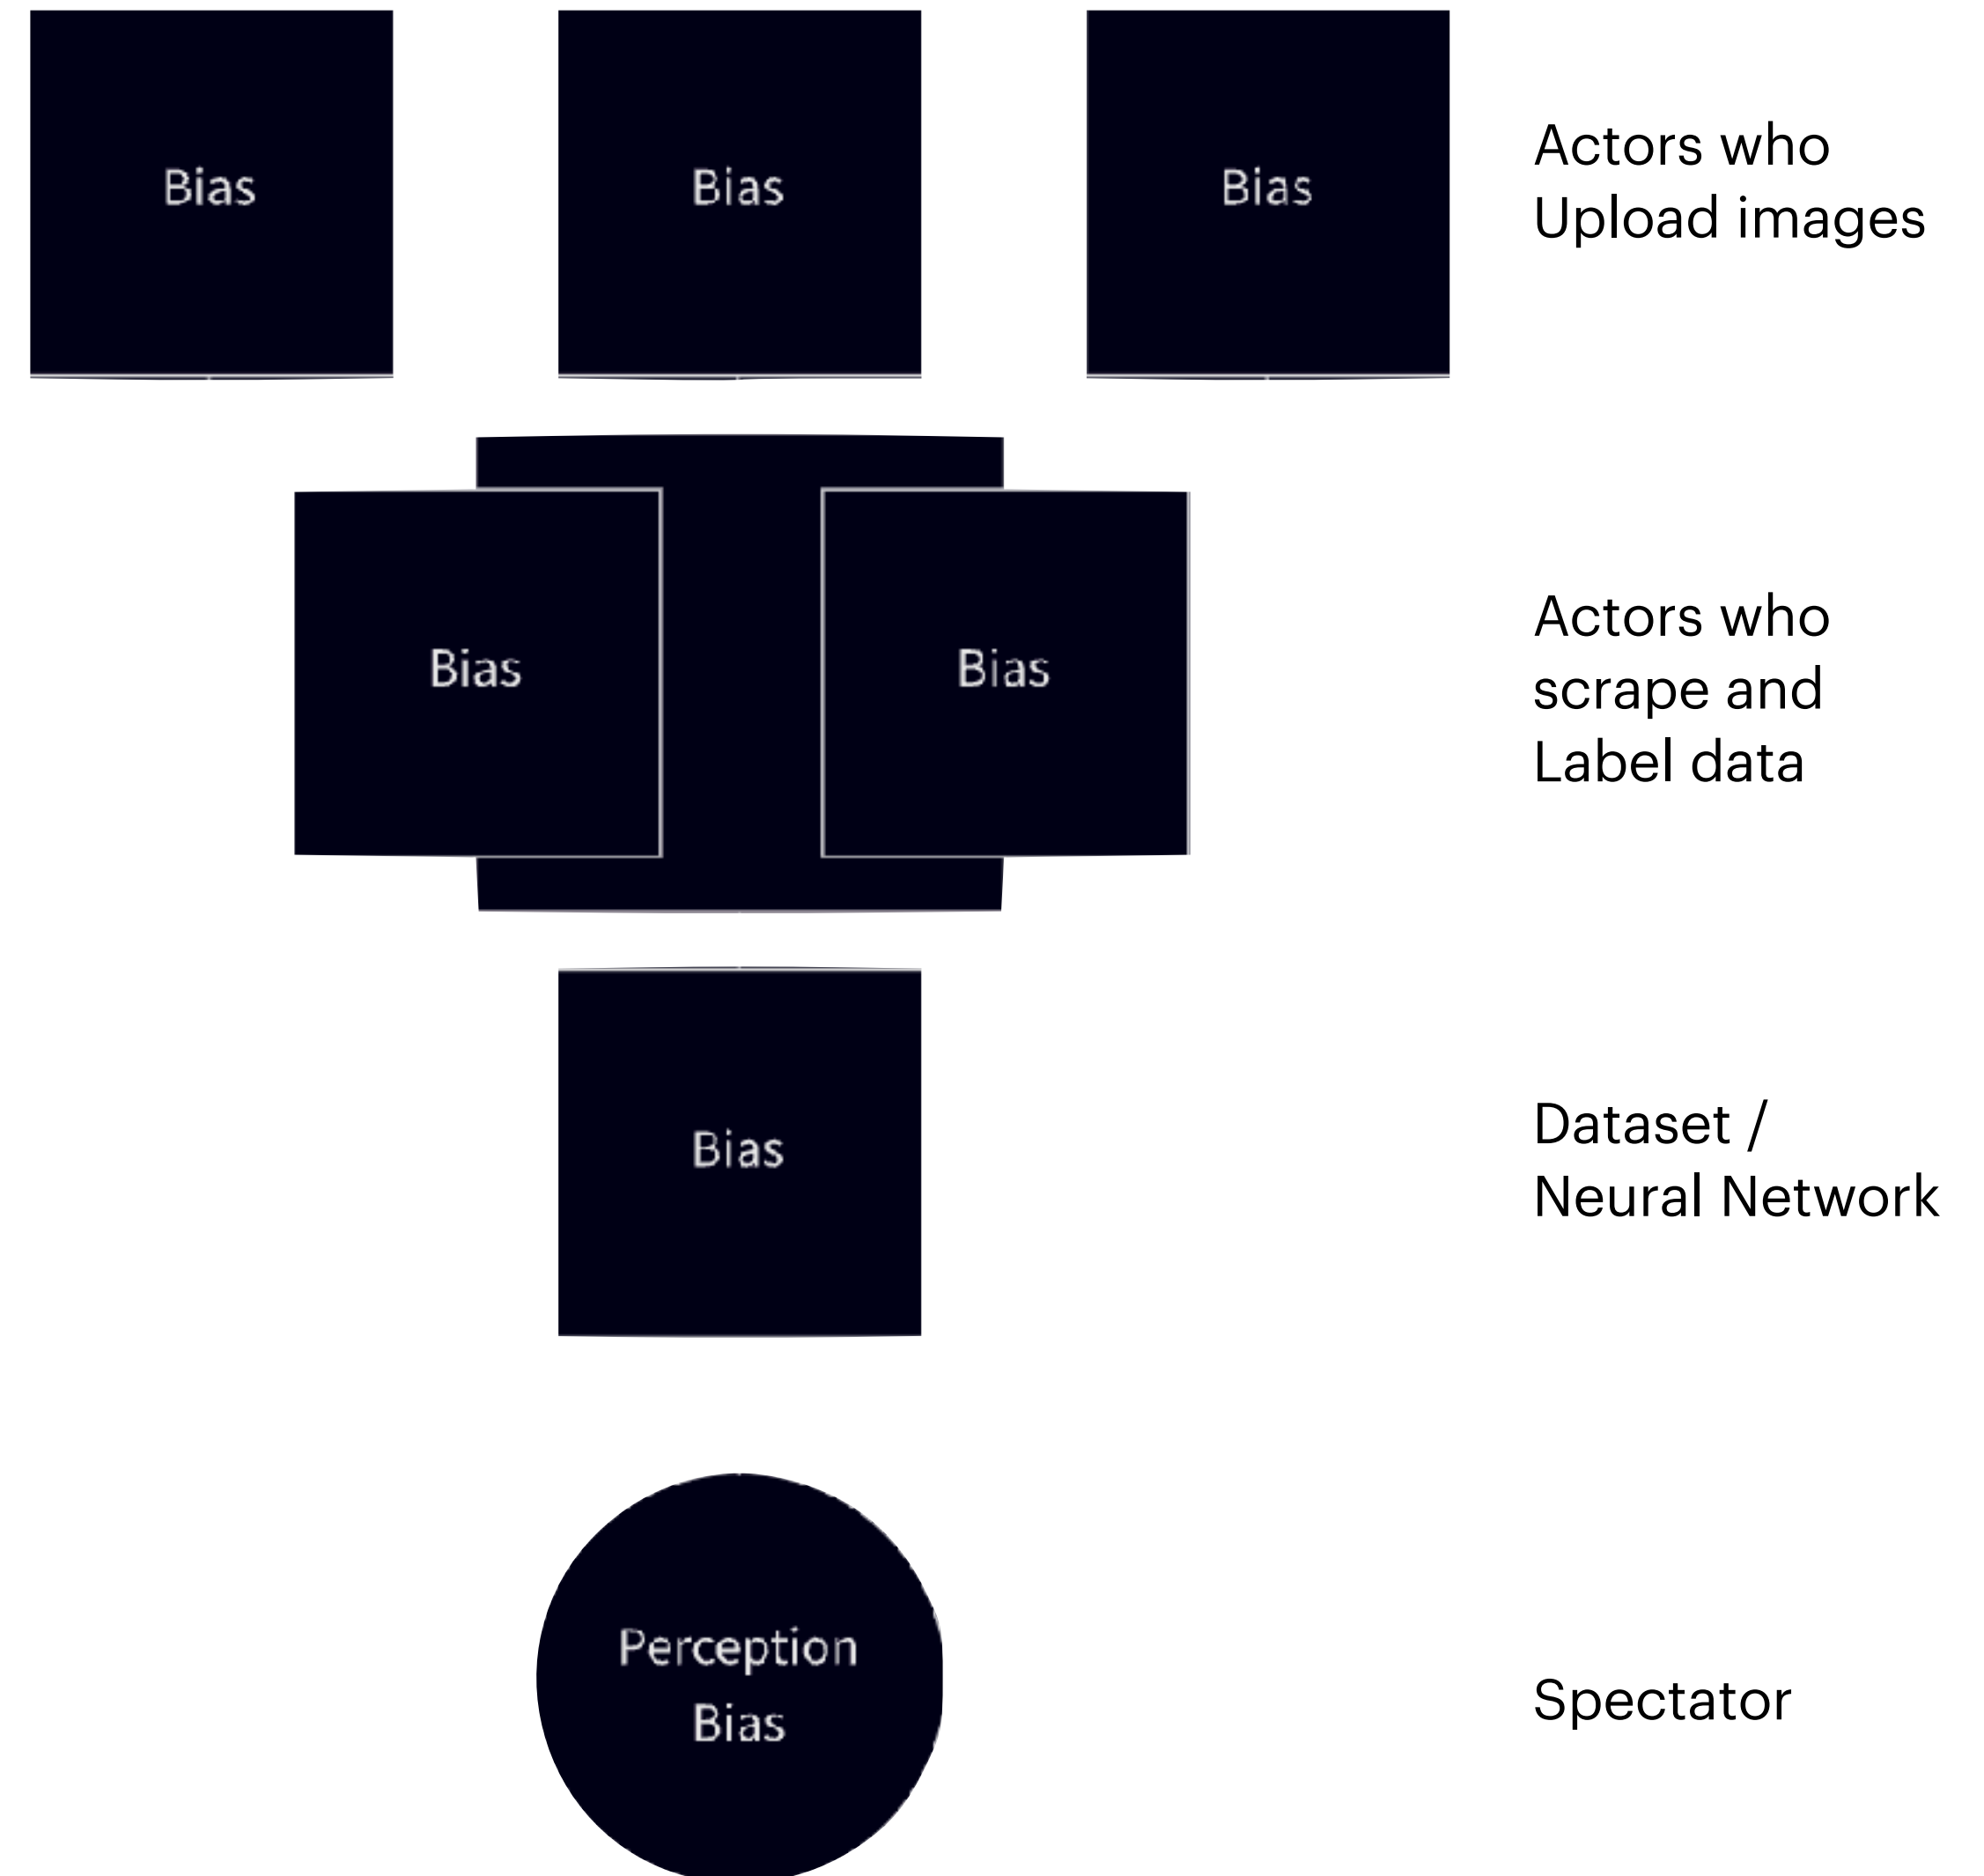 Bias
Bias
Bias
Actors who
Upload images
Bias
Bias
Actors who
scrape and
Label data
Bias
Dataset /
Neural Network
Perception
Bias
Spectator